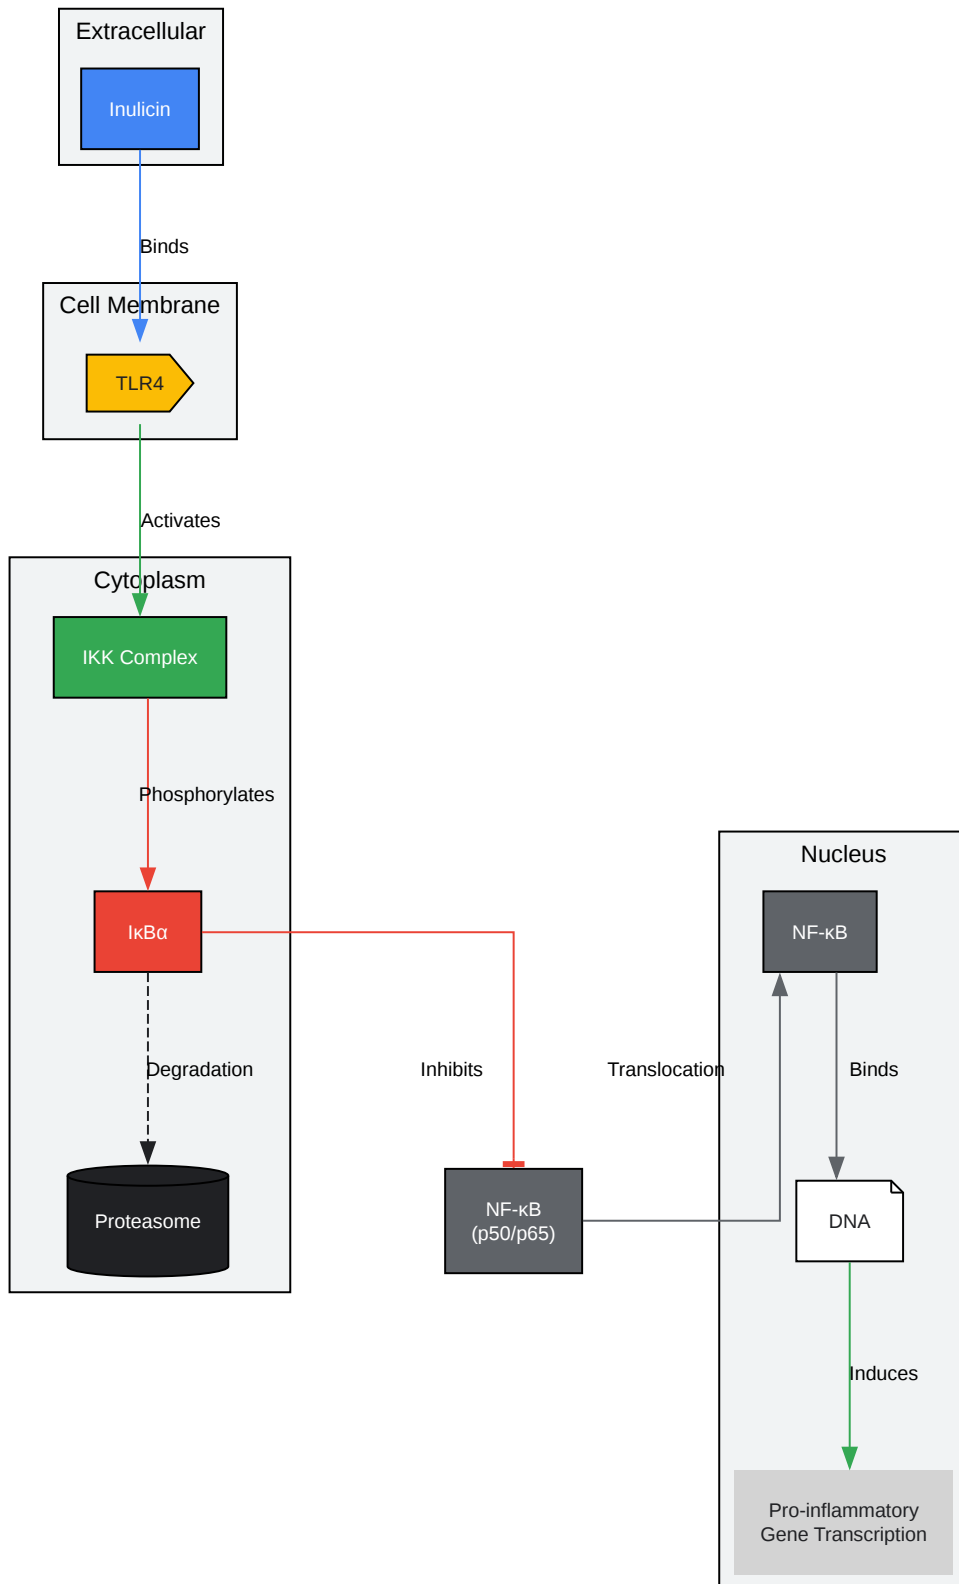 Extracellular
Inulicin
Binds
Cell Membrane
TLR4
Activates
Cytoplasm
IKK Complex
Phosphorylates
Nucleus
IκBα
NF-κB
Degradation
Inhibits
Translocation
Binds
Proteasome
NF-κB
(p50/p65)
DNA
Induces
Pro-inflammatory
Gene Transcription